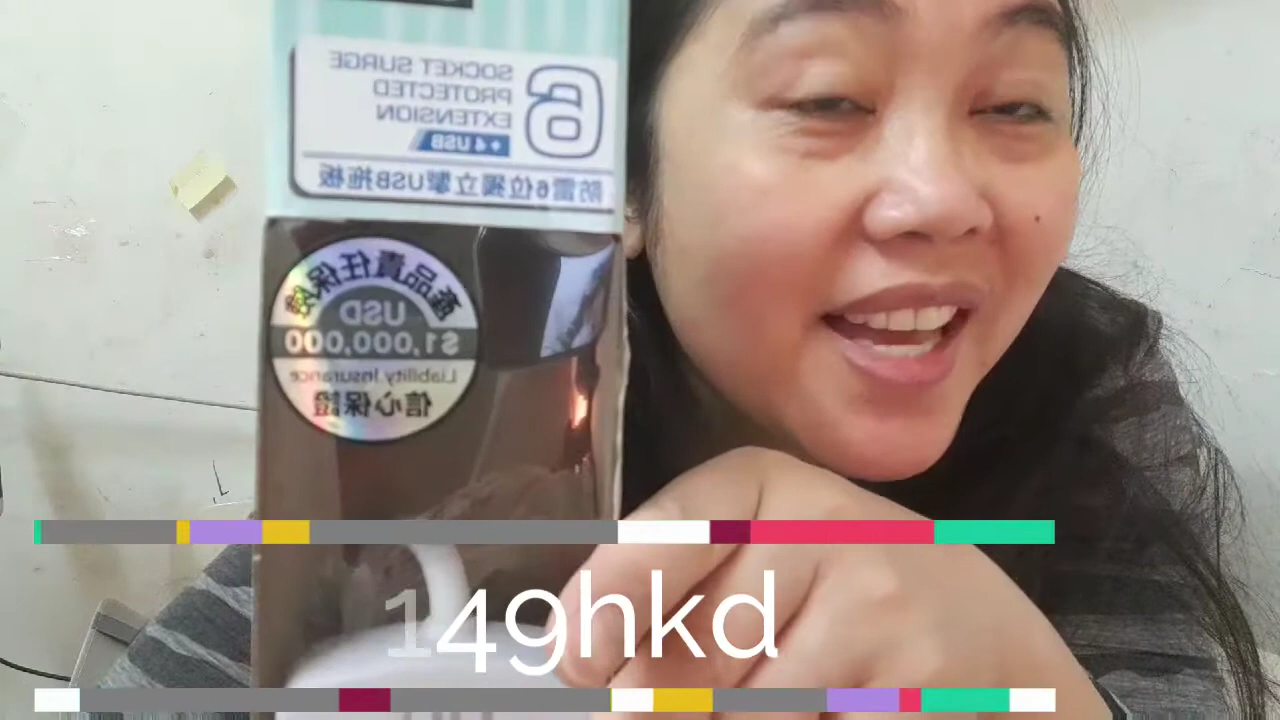 6
SOCKET SURGE
PROTECTED
EXTENSION
+ 4 USB
防雷6位獨立掣USB拖板
產品責任保險
USD
$1,000,000
Liability Insurance
信心保證
149hkd